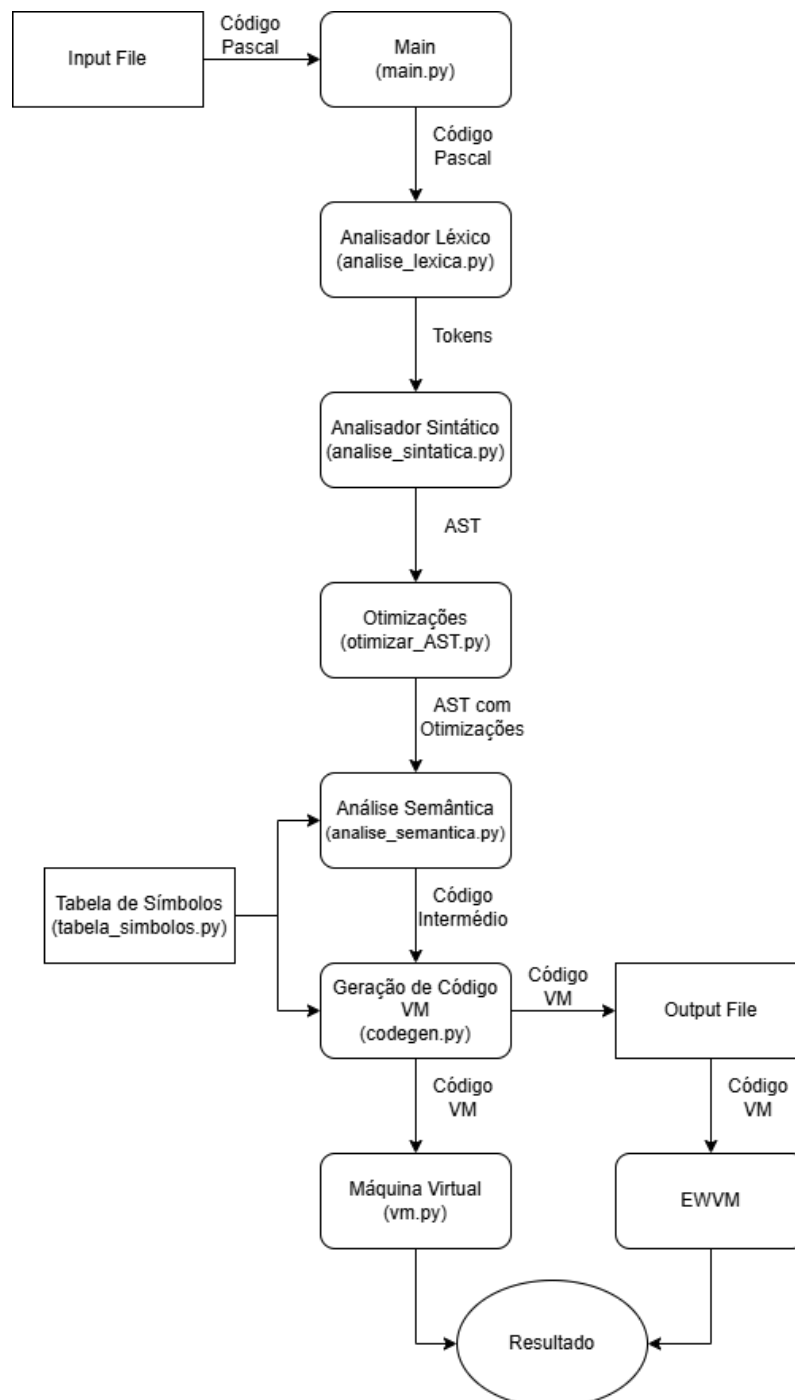 Input File
Código
Pascal
Main
(main.py)
Código
Pascal
Analisador Léxico
(analise_lexica.py)
Tokens
Analisador Sintático
(analise_sintatica.py)
AST
Otimizações
(otimizar_AST.py)
AST com
Otimizações
Análise Semântica
(analise_semantica.py)
Tabela de Símbolos
(tabela_simbolos.py)
Código
Intermédio
Geração de Código
VM
(codegen.py)
Código
VM
Output File
Código
VM
Código
VM
Máquina Virtual
(vm.py)
EWVM
Resultado